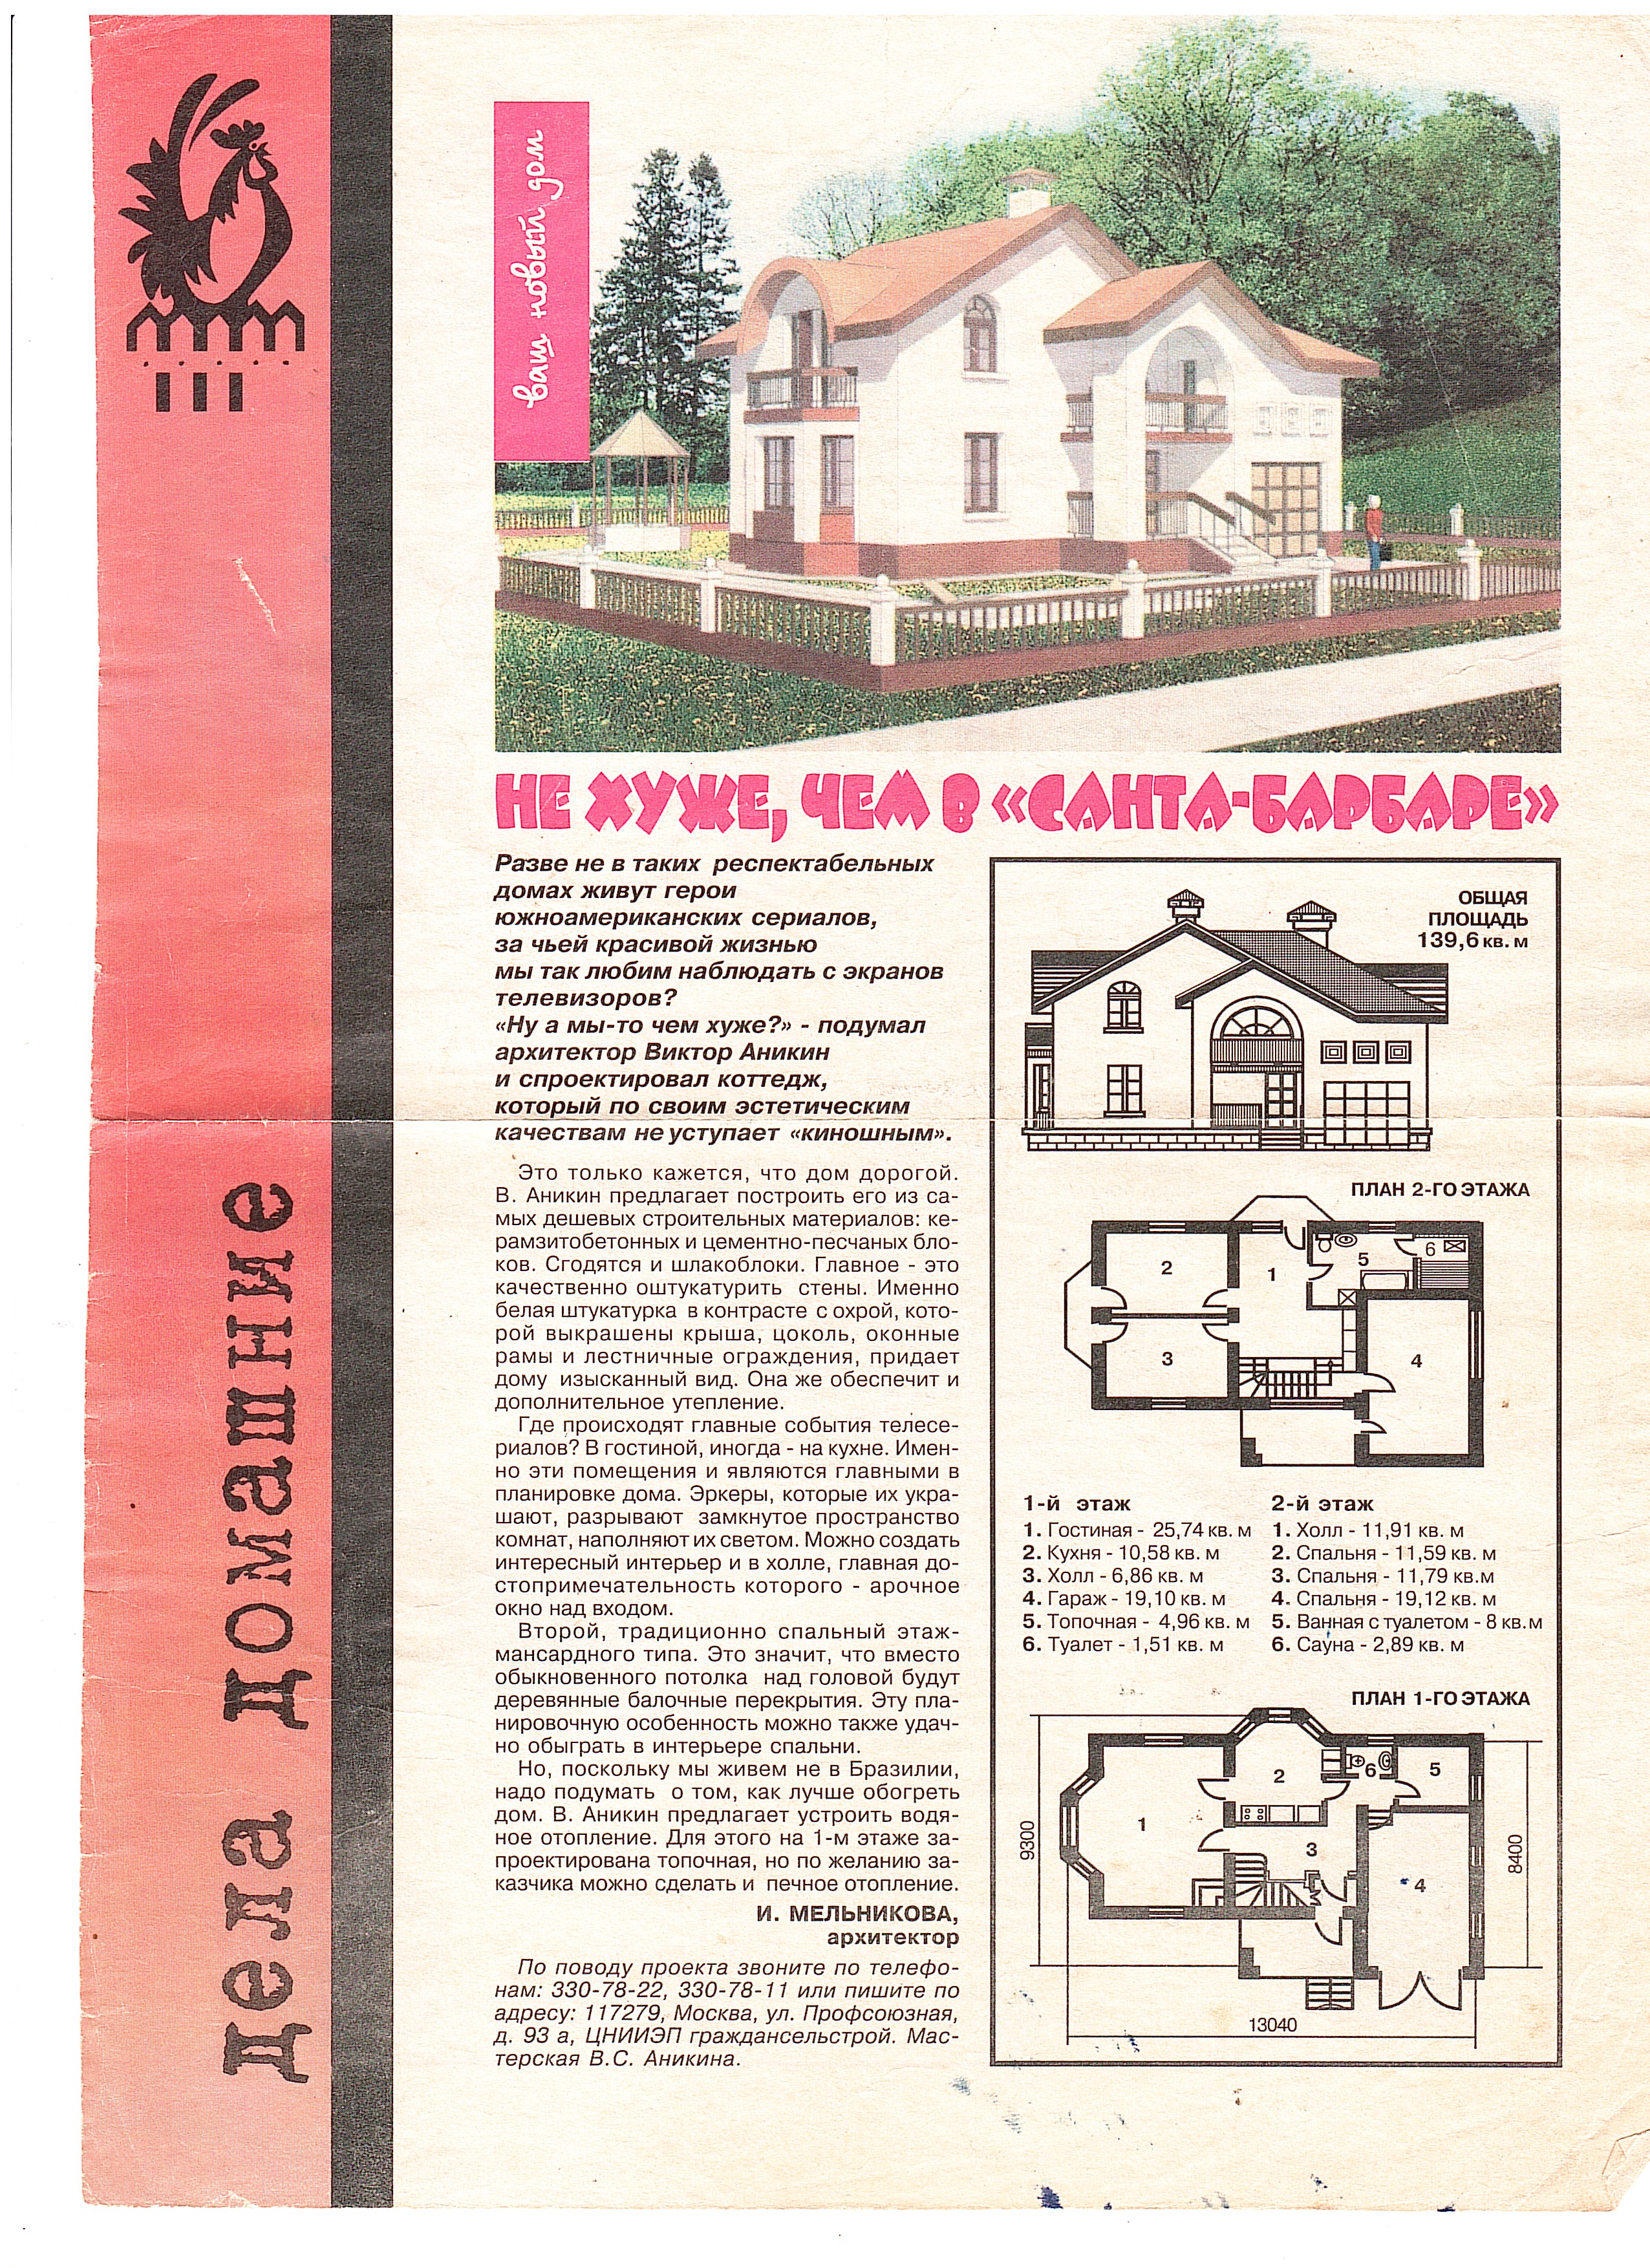 дела домашние
ваш новый дом
НЕ ХУЖЕ, ЧЕМ В «САНТА-БАРБАРЕ»
Разве не в таких респектабельных
домах живут герои
южноамериканских сериалов,
за чьей красивой жизнью
мы так любим наблюдать с экранов
телевизоров?
«Ну а мы-то чем хуже?» - подумал
архитектор Виктор Аникин
и спроектировал коттедж,
который по своим эстетическим
качествам не уступает «киношным».
Это только кажется, что дом дорогой.
В. Аникин предлагает построить его из са-
мых дешевых строительных материалов: ке-
рамзитобетонных и цементно-песчаных бло-
ков. Сгодятся и шлакоблоки. Главное - это
качественно оштукатурить стены. Именно
белая штукатурка в контрасте с охрой, кото-
рой выкрашены крыша, цоколь, оконные
рамы и лестничные ограждения, придает
дому изысканный вид. Она же обеспечит и
дополнительное утепление.
Где происходят главные события телесе-
риалов? В гостиной, иногда - на кухне. Имен-
но эти помещения и являются главными в
планировке дома. Эркеры, которые их укра-
шают, разрывают замкнутое пространство
комнат, наполняют их светом. Можно создать
интересный интерьер и в холле, главная до-
стопримечательность которого - арочное
окно над входом.
Второй, традиционно спальный этаж-
мансардного типа. Это значит, что вместо
обыкновенного потолка над головой будут
деревянные балочные перекрытия. Эту пла-
нировочную особенность можно также удач-
но обыграть в интерьере спальни.
Но, поскольку мы живем не в Бразилии,
надо подумать о том, как лучше обогреть
дом. В. Аникин предлагает устроить водя-
ное отопление. Для этого на 1-м этаже за-
проектирована топочная, но по желанию за-
казчика можно сделать и печное отопление.
И. МЕЛЬНИКОВА,
архитектор
По поводу проекта звоните по телефо-
нам: 330-78-22, 330-78-11 или пишите по
адресу: 117279, Москва, ул. Профсоюзная,
д. 93 а, ЦНИИЭП граждансельстрой. Мас-
терская В.С. Аникина.
ОБЩАЯ
ПЛОЩАДЬ
139,6 кв. м
ПЛАН 2-ГО ЭТАЖА
2
1
5
6
3
4
1-й этаж
1. Гостиная - 25,74 кв. м
2. Кухня - 10,58 кв. м
3. Холл - 6,86 кв. м
4. Гараж - 19,10 кв. м
5. Топочная - 4,96 кв. м
6. Туалет - 1,51 кв. м
2-й этаж
1. Холл - 11,91 кв. м
2. Спальня - 11,59 кв. м
3. Спальня - 11,79 кв.м
4. Спальня - 19,12 кв. м
5. Ванная с туалетом - 8 кв.м
6. Сауна - 2,89 кв. м
ПЛАН 1-ГО ЭТАЖА
2
6
5
1
3
4
9300
8400
13040